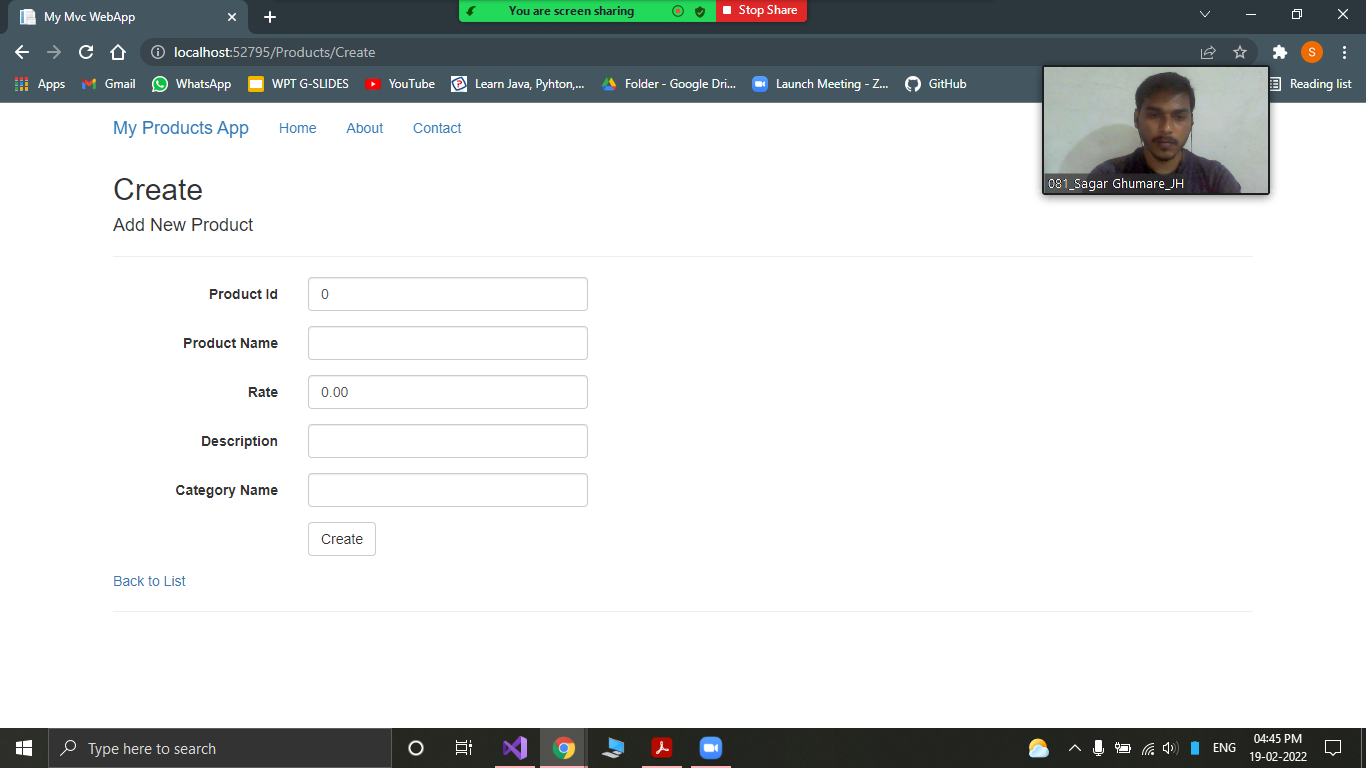 My Mvc WebApp
You are screen sharing
Stop Share
localhost:52795/Products/Create
S
Apps
Gmail
WhatsApp
WPT G-SLIDES
YouTube
Learn Java, Pyhton,...
Folder - Google Dri...
Launch Meeting - Z...
GitHub
Reading list
My Products App
Home
About
Contact
081_Sagar Ghumare_JH
Create
Add New Product
Product Id
0
Product Name
Rate
0.00
Description
Category Name
Create
Back to List
Type here to search
ENG
04:45 PM
19-02-2022